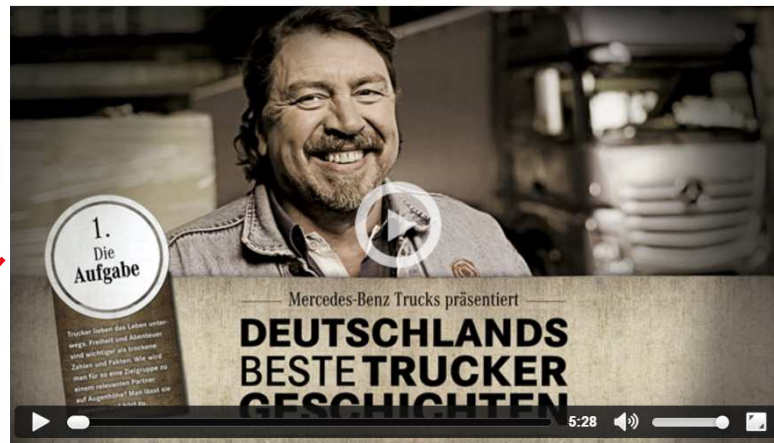 1.
Die
Aufgabe
Trucker lieben das Leben unter-
wegs. Freiheit und Abenteuer
sind wichtiger als trockene
Zahlen und Fakten. Wie wird
man für so eine Zielgruppe zu
einem relevanten Partner
auf Augenhöhe? Man lässt sie
Mercedes-Benz Trucks präsentiert
DEUTSCHLANDS
BESTE TRUCKER
GESCHICHTEN
5:28